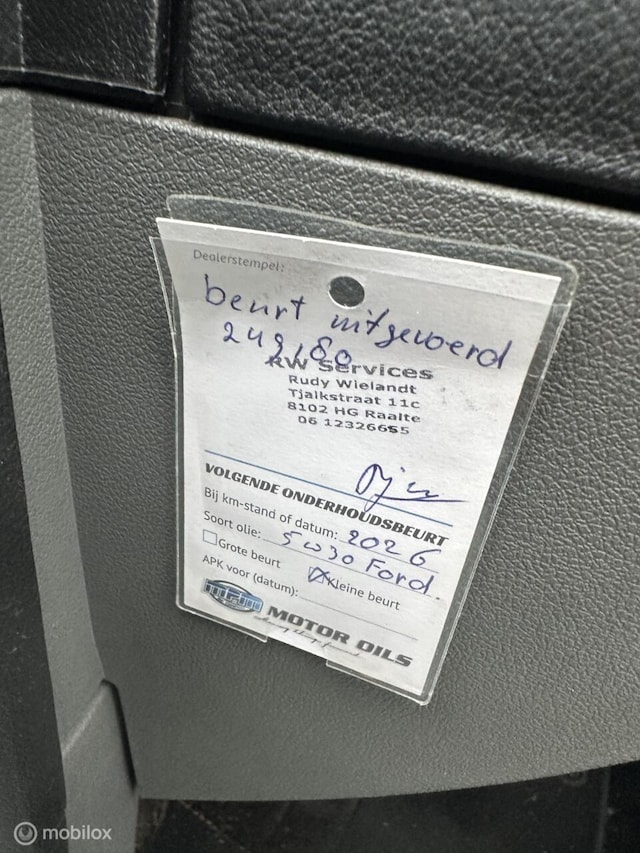 Dealerstempel:
beurt uitgevoerd
RW Services
Rudy Wielandt
Tjalkstraat 11c
8102 HG Raalte
06 12326655
VOLGENDE ONDERHOUDSBEURT
Bij km-stand of datum: 2026
Soort olie: 5w30 Ford.
Grote beurt Kleine beurt
APK voor (datum):
mpm MOTOR OILS
mobilox